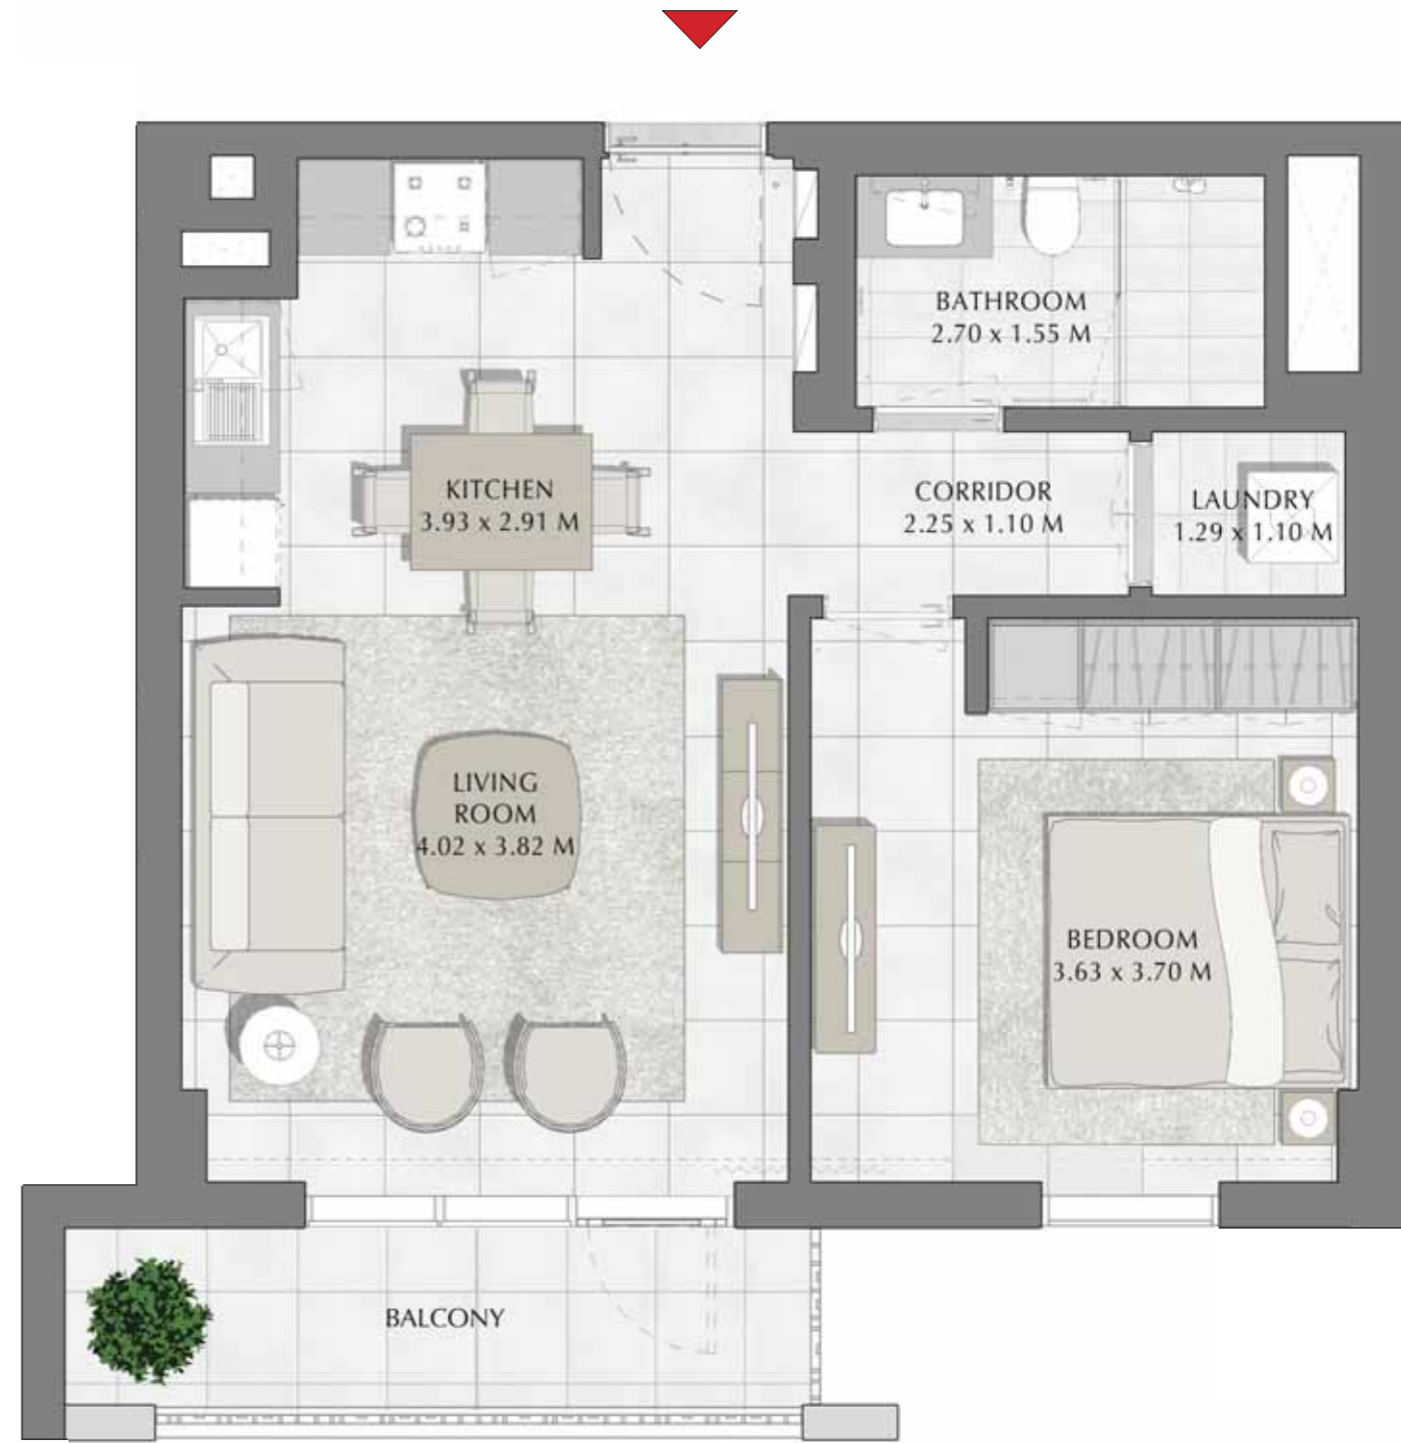 BATHROOM
2.70 x 1.55 M
KITCHEN
3.93 x 2.91 M
CORRIDOR
2.25 x 1.10 M
LAUNDRY
1.29 x 1.10 M
LIVING
ROOM
4.02 x 3.82 M
BEDROOM
3.63 x 3.70 M
BALCONY